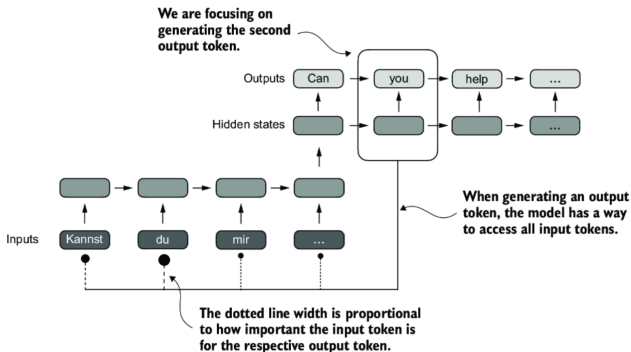 We are focusing on
generating the second
output token.
Outputs
Can
you
help
...
Hidden states
...
When generating an output
token, the model has a way
to access all input tokens.
Inputs
Kannst
du
mir
...
The dotted line width is proportional
to how important the input token is
for the respective output token.